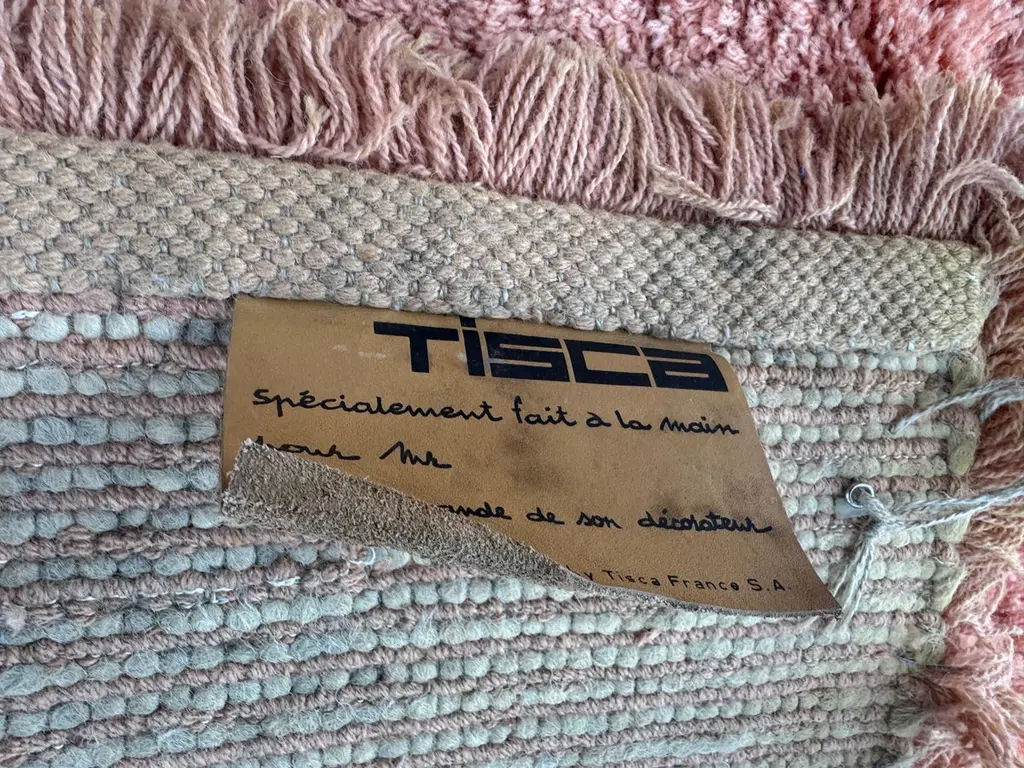 Tisca
Spécialement fait à la main
pour Mr
ande de son décorateur
y Tisca France S.A.